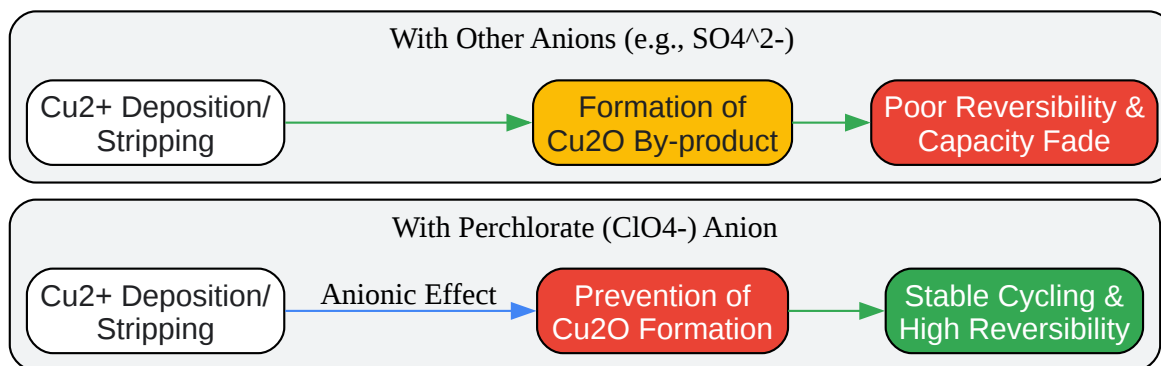 With Other Anions (e.g., SO4^2-)
Cu2+ Deposition/
Stripping
Formation of
Cu2O By-product
Poor Reversibility &
Capacity Fade
With Perchlorate (ClO4-) Anion
Cu2+ Deposition/
Stripping
Anionic Effect
Prevention of
Cu2O Formation
Stable Cycling &
High Reversibility